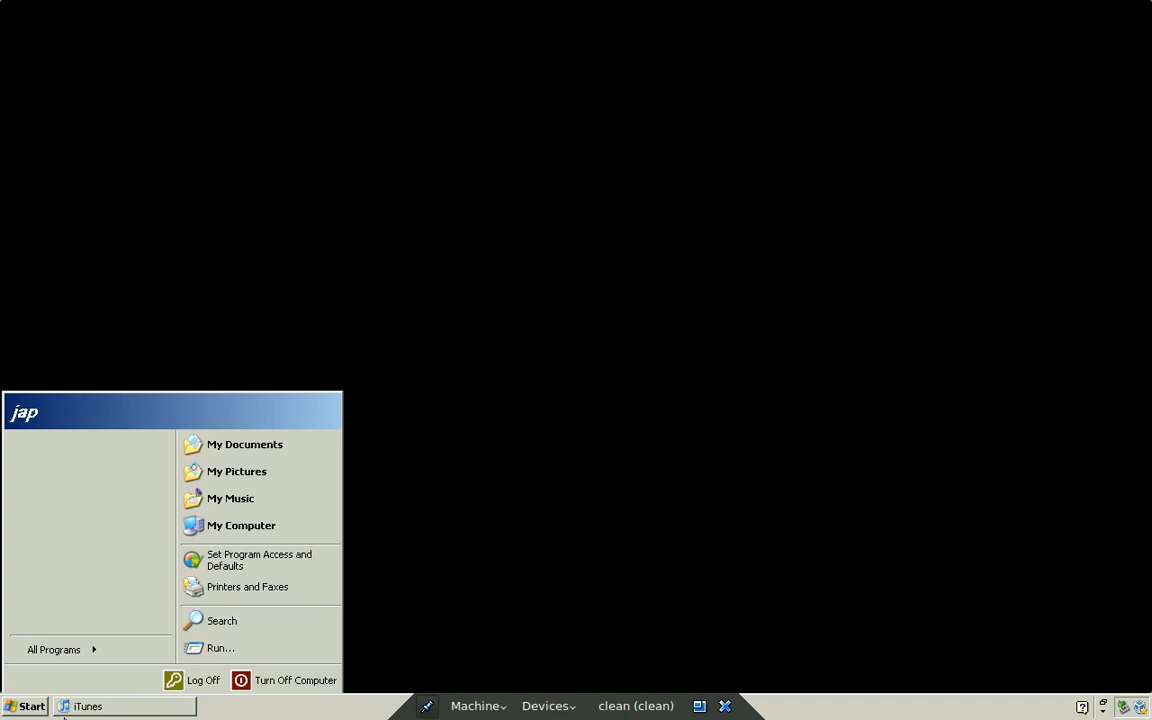 jap
My Documents
My Pictures
My Music
My Computer
Set Program Access and
Defaults
Printers and Faxes
Search
Run...
All Programs
Log Off
Turn Off Computer
Start
iTunes
Machine
Devices
clean (clean)